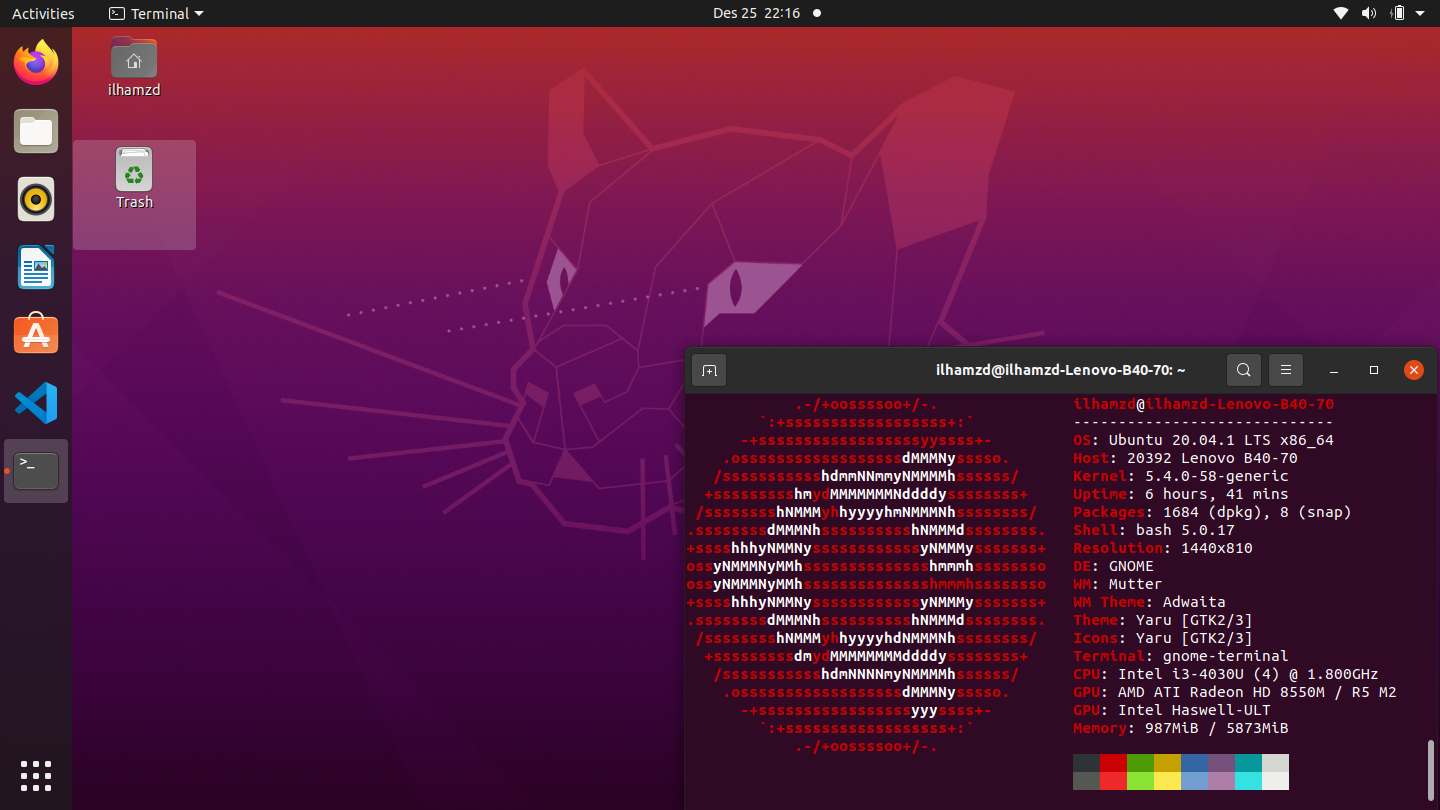 Activities
Terminal
Des 25 22:16
ilhamzd
Trash
ilhamzd@ilhamzd-Lenovo-B40-70: ~
.-/+oossssoo+/-.
`:+ssssssssssssssssss+:`
-+ssssssssssssssssssyyssss+-
.ossssssssssssssssssdMMMNysssso.
/ssssssssssshdmmNNmmyNMMMMhssssss/
+ssssssssshmydMMMMMMMNddddyssssssss+
/sssssssshNMMMyhhyyyyhmNMMMNhssssssss/
.ssssssssdMMMNhsssssssssshNMMMdssssssss.
+sssshhhyNMMNyssssssssssssyNMMMysssssss+
ossyNMMMNyMMhsssssssssssssshmmmhssssssso
ossyNMMMNyMMhsssssssssssssshmmmhssssssso
+sssshhhyNMMNyssssssssssssyNMMMysssssss+
.ssssssssdMMMNhsssssssssshNMMMdssssssss.
/sssssssshNMMMyhhyyyyhdNMMMNhssssssss/
+sssssssssdmydMMMMMMMMddddyssssssss+
/ssssssssssshdmNNNNmyNMMMMhssssss/
.ossssssssssssssssssdMMMNysssso.
-+sssssssssssssssssyyyssss+-
`:+ssssssssssssssssss+:`
.-/+oossssoo+/-.
ilhamzd@ilhamzd-Lenovo-B40-70
-----------------------------
OS: Ubuntu 20.04.1 LTS x86_64
Host: 20392 Lenovo B40-70
Kernel: 5.4.0-58-generic
Uptime: 6 hours, 41 mins
Packages: 1684 (dpkg), 8 (snap)
Shell: bash 5.0.17
Resolution: 1440x810
DE: GNOME
WM: Mutter
WM Theme: Adwaita
Theme: Yaru [GTK2/3]
Icons: Yaru [GTK2/3]
Terminal: gnome-terminal
CPU: Intel i3-4030U (4) @ 1.800GHz
GPU: AMD ATI Radeon HD 8550M / R5 M2
GPU: Intel Haswell-ULT
Memory: 987MiB / 5873MiB